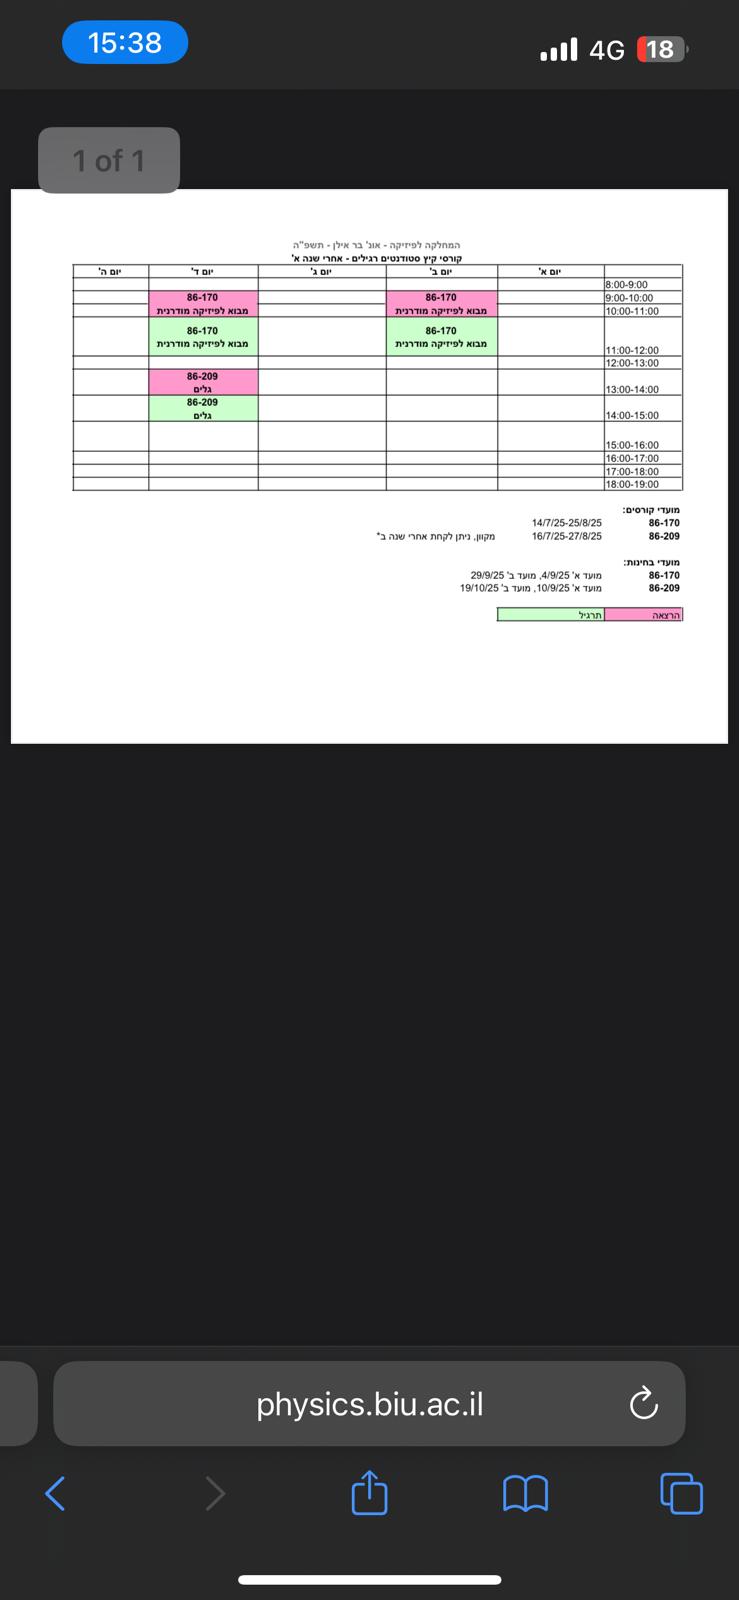 15:38
4G 18
1 of 1
המחלקה לפיזיקה - אונ' בר אילן - תשפ"ה
קורסי קיץ סטודנטים רגילים - אחרי שנה א'
יום א' יום ב' יום ג' יום ד' יום ה'
8:00-9:00
9:00-10:00 86-170 86-170
10:00-11:00 מבוא לפיזיקה מודרנית מבוא לפיזיקה מודרנית
86-170 86-170
מבוא לפיזיקה מודרנית מבוא לפיזיקה מודרנית
11:00-12:00
12:00-13:00
86-209
13:00-14:00 גלים
86-209
14:00-15:00 גלים
15:00-16:00
16:00-17:00
17:00-18:00
18:00-19:00
מועדי קורסים:
86-170 14/7/25-25/8/25
86-209 16/7/25-27/8/25 מקוון, ניתן לקחת אחרי שנה ב*
מועדי בחינות:
86-170 מועד א' 4/9/25, מועד ב' 29/9/25
86-209 מועד א' 10/9/25, מועד ב' 19/10/25
הרצאה תרגיל
physics.biu.ac.il